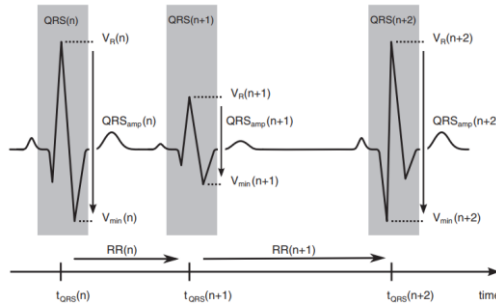 QRS(n) QRS(n+1) QRS(n+2)
V_R(n) V_R(n+2)
V_R(n+1)
QRS_amp(n) QRS_amp(n+1) QRS_amp(n+2
V_min(n+1)
V_min(n) V_min(n+2)
RR(n) RR(n+1)
t_QRS(n) t_QRS(n+1) t_QRS(n+2) time